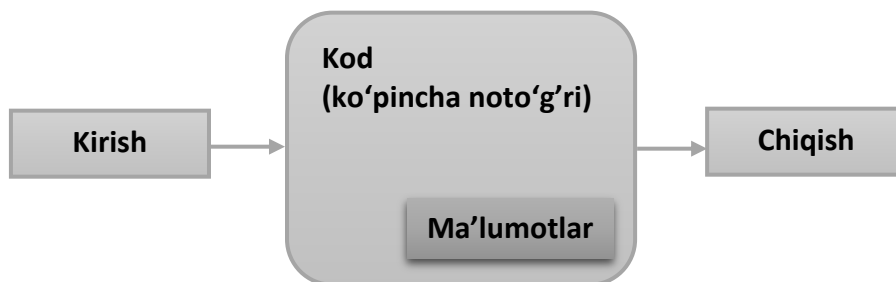 Kod
(ko‘pincha noto‘g’ri)
Kirish
Chiqish
Ma’lumotlar